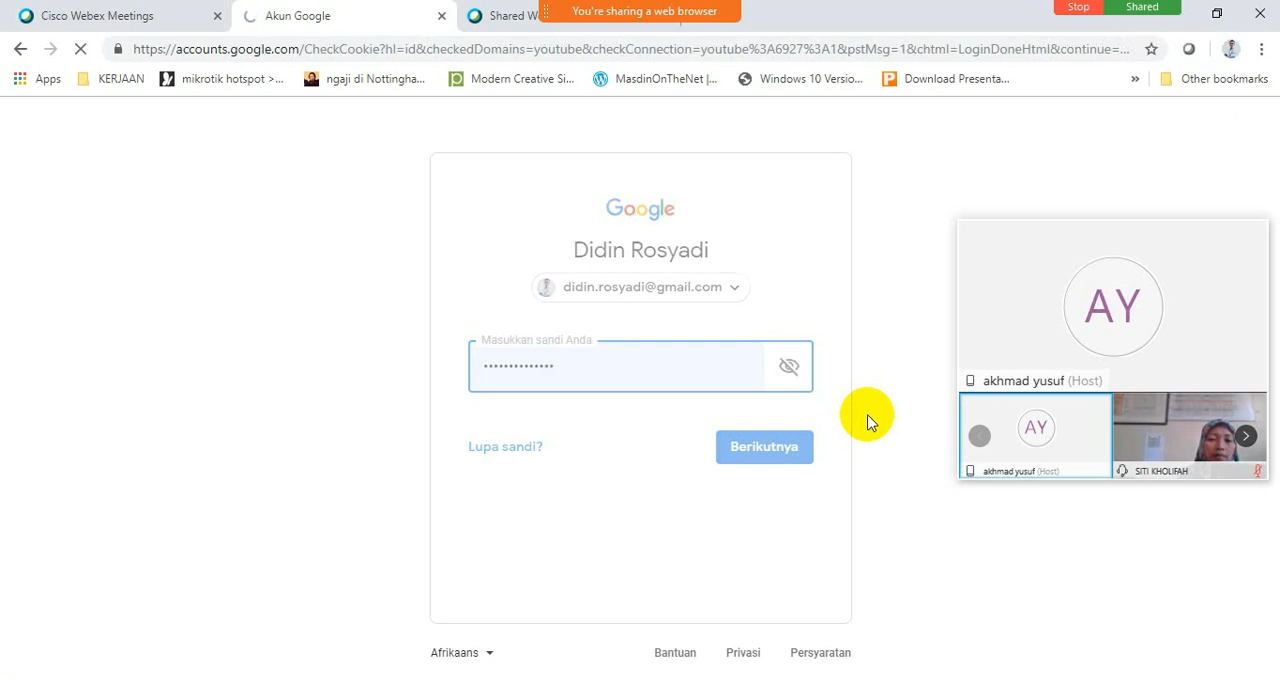 Cisco Webex Meetings
Akun Google
Shared W
You're sharing a web browser
Stop
Shared
https://accounts.google.com/CheckCookie?hl=id&checkedDomains=youtube&checkConnection=youtube%3A6927%3A1&pstMsg=1&chtml=LoginDoneHtml&continue=...
Apps
KERJAAN
mikrotik hotspot >...
ngaji di Nottingha...
Modern Creative Si...
MasdinOnTheNet |...
Windows 10 Versio...
Download Presenta...
»
Other bookmarks
Google
Didin Rosyadi
didin.rosyadi@gmail.com
Masukkan sandi Anda
••••••••••••••
Lupa sandi?
Berikutnya
Afrikaans
Bantuan
Privasi
Persyaratan
AY
akhmad yusuf (Host)
AY
akhmad yusuf (Host)
SITI KHOLIFAH